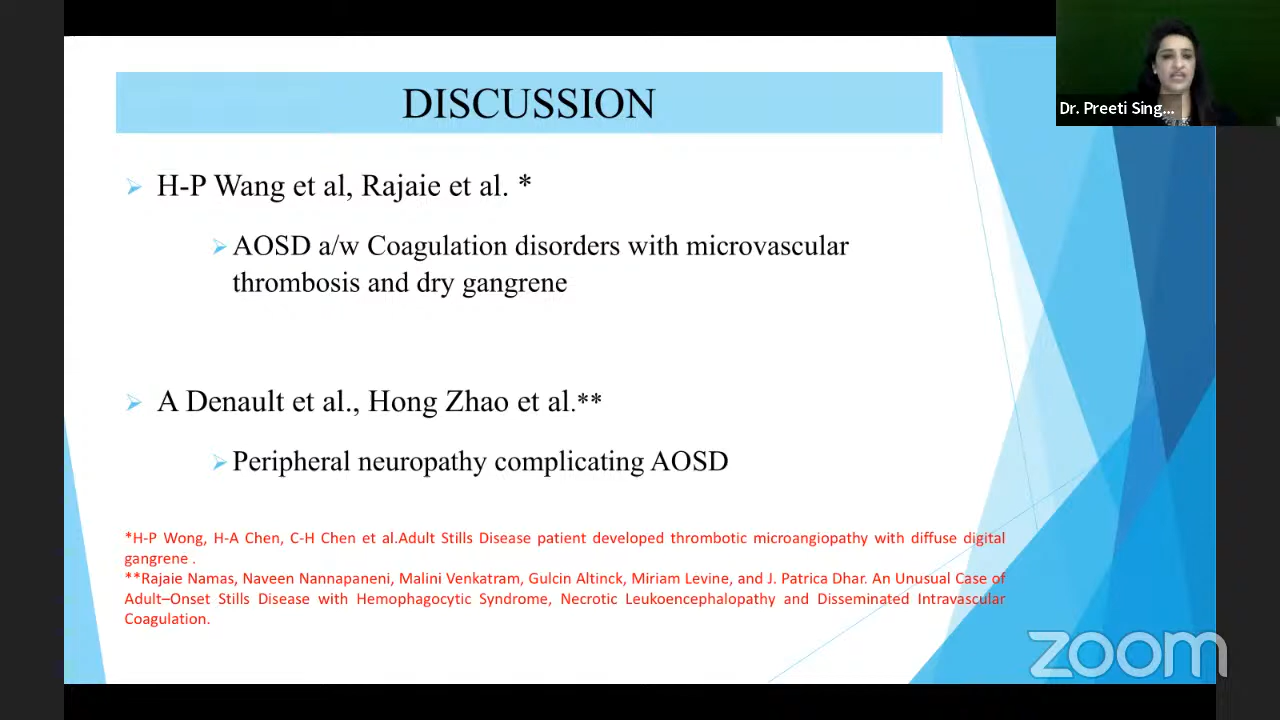 DISCUSSION
Dr. Preeti Sing...
H-P Wang et al, Rajaie et al. *
AOSD a/w Coagulation disorders with microvascular
thrombosis and dry gangrene
A Denault et al., Hong Zhao et al.**
Peripheral neuropathy complicating AOSD
*H-P Wong, H-A Chen, C-H Chen et al.Adult Stills Disease patient developed thrombotic microangiopathy with diffuse digital
gangrene .
**Rajaie Namas, Naveen Nannapaneni, Malini Venkatram, Gulcin Altinck, Miriam Levine, and J. Patrica Dhar. An Unusual Case of
Adult–Onset Stills Disease with Hemophagocytic Syndrome, Necrotic Leukoencephalopathy and Disseminated Intravascular
Coagulation.
zoom